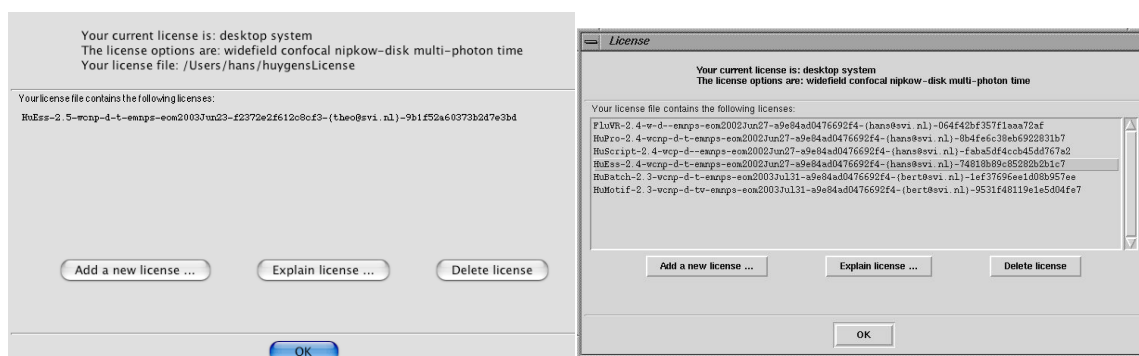 Your current license is: desktop system
The license options are: widefield confocal nipkow-disk multi-photon time
Your license file: /Users/hans/huygensLicense
Your license file contains the following licenses:
HuEss-2.5-wcnp-d-t-emnps-eom2003Jun23-f2372e2f612c8cf3-{theo@svi.nl}-9b1f52a60373b2d7e3bd
Add a new license ...
Explain license ...
Delete license
OK
License
Your current license is: desktop system
The license options are: widefield confocal nipkow-disk multi-photon time
Your license file contains the following licenses:
FluVR-2.4-w-d--emnps-eom2002Jun27-a9e84ad0476692f4-{hans@svi.nl}-064f42bf357f1aaa72af
HuPro-2.4-wcnp-d-t-emnps-eom2002Jun27-a9e84ad0476692f4-{hans@svi.nl}-8b4fe6c38eb6922831b7
HuScript-2.4-wcp-d--emnps-eom2002Jun27-a9e84ad0476692f4-{hans@svi.nl}-faba5df4ccb45dd767a2
HuEss-2.4-wcnp-d-t-emnps-eom2002Jun27-a9e84ad0476692f4-{hans@svi.nl}-74818b89c85282b2b1c7
HuBatch-2.3-vcnp-d-t-emnps-eom2003Jul31-a9e84ad0476692f4-{bert@svi.nl}-1ef37696ee1d08b957ee
HuMotif-2.3-wcnp-d-tv-emnps-eom2003Jul31-a9e84ad0476692f4-{bert@svi.nl}-9531f48119e1e5d04fe7
Add a new license ...
Explain license ...
Delete license
OK